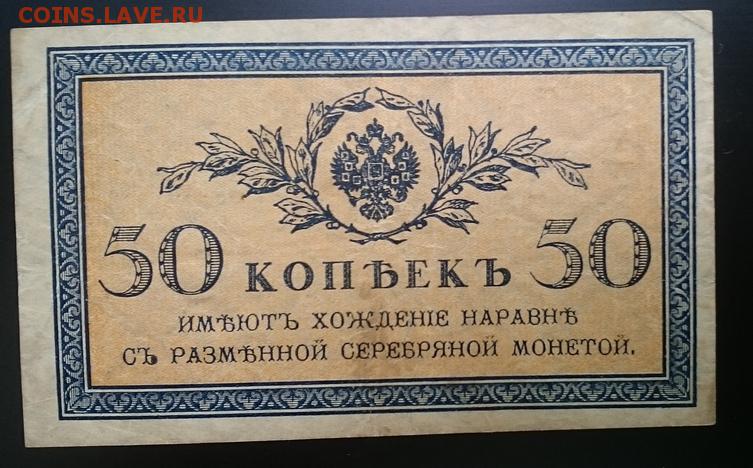 COINS.LAVE.RU
50 КОПѢЕКЪ 50
ИМѢЮТЪ ХОЖДЕНІЕ НАРАВНѢ
СЪ РАЗМѢННОЙ СЕРЕБРЯНОЙ МОНЕТОЙ.